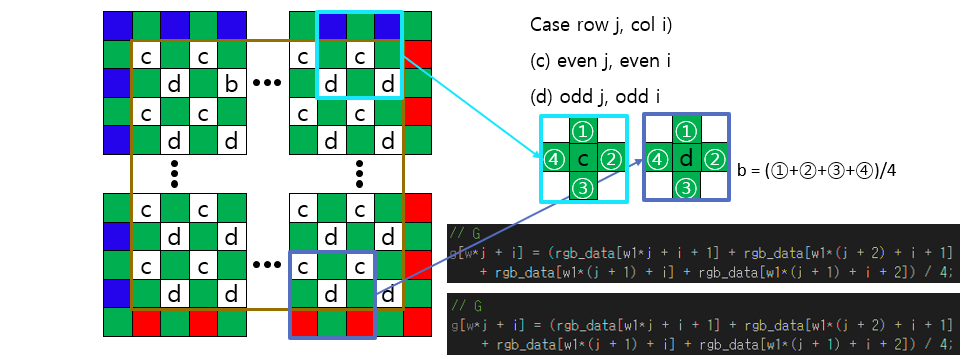 Case row j, col i)
(c) even j, even i
(d) odd j, odd i
c c c c
d b ••• d d
c c c c
d d d d
c c c c
d d d d
c c ••• c c
d d d d
①
④ c ②
③
①
④ d ②
③
b = (①+②+③+④)/4
// G
g[w*j + i] = (rgb_data[w1*j + i + 1] + rgb_data[w1*(j + 2) + i + 1]
+ rgb_data[w1*(j + 1) + i] + rgb_data[w1*(j + 1) + i + 2]) / 4;
// G
g[w*j + i] = (rgb_data[w1*j + i + 1] + rgb_data[w1*(j + 2) + i + 1]
+ rgb_data[w1*(j + 1) + i] + rgb_data[w1*(j + 1) + i + 2]) / 4;